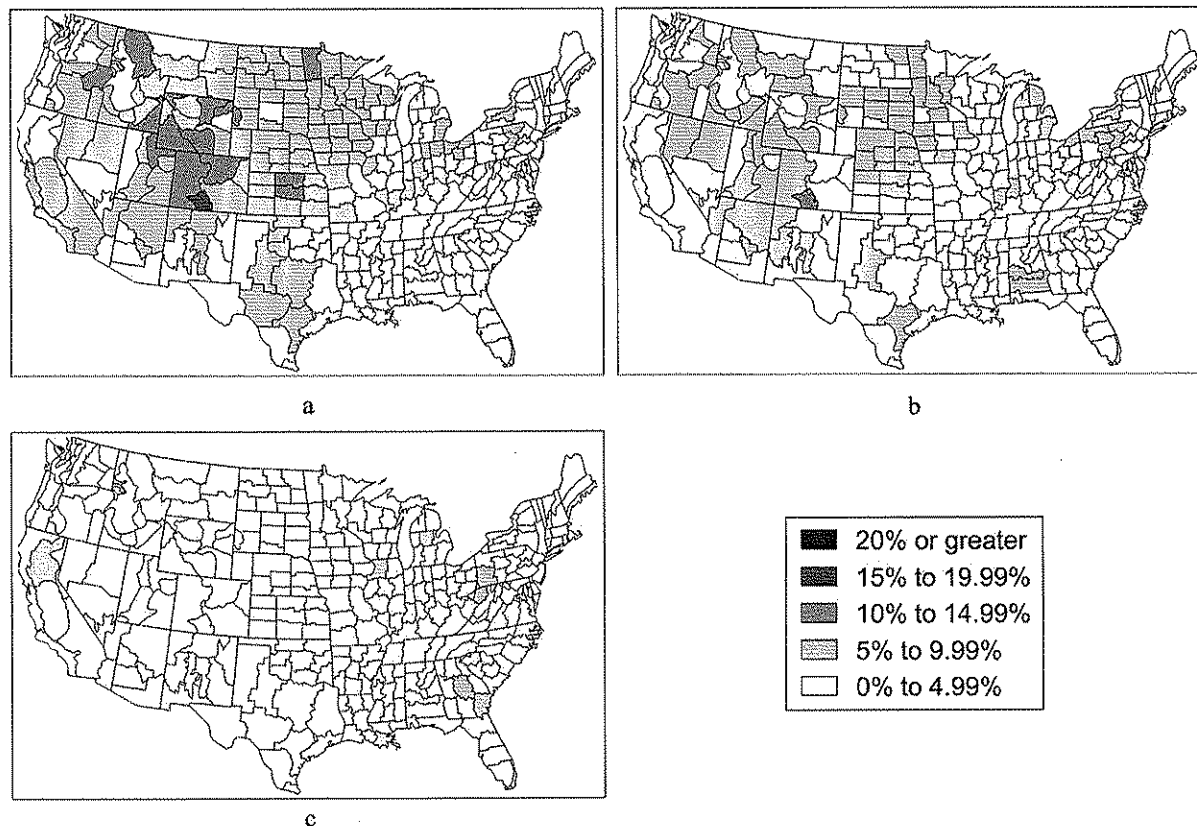 a
b
c
20% or greater
15% to 19.99%
10% to 14.99%
5% to 9.99%
0% to 4.99%